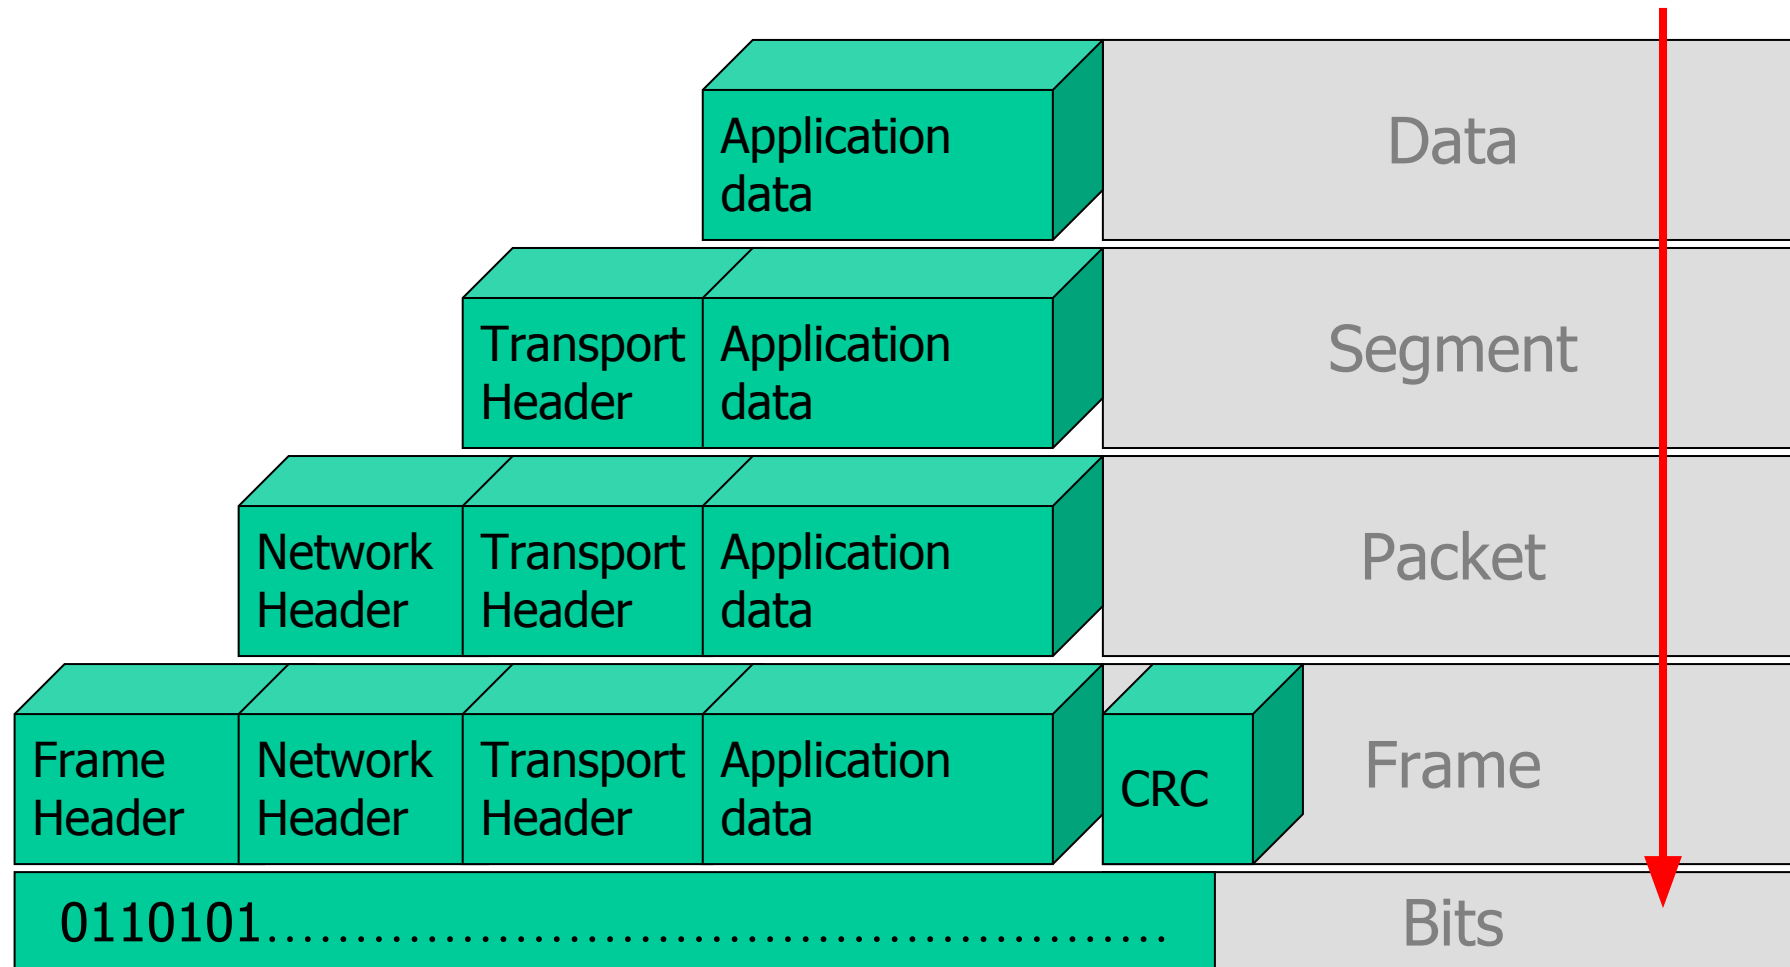 Application
data
Data
Transport
Header
Application
data
Segment
Network
Header
Transport
Header
Application
data
Packet
Frame
Header
Network
Header
Transport
Header
Application
data
CRC
Frame
0110101..........................................
Bits